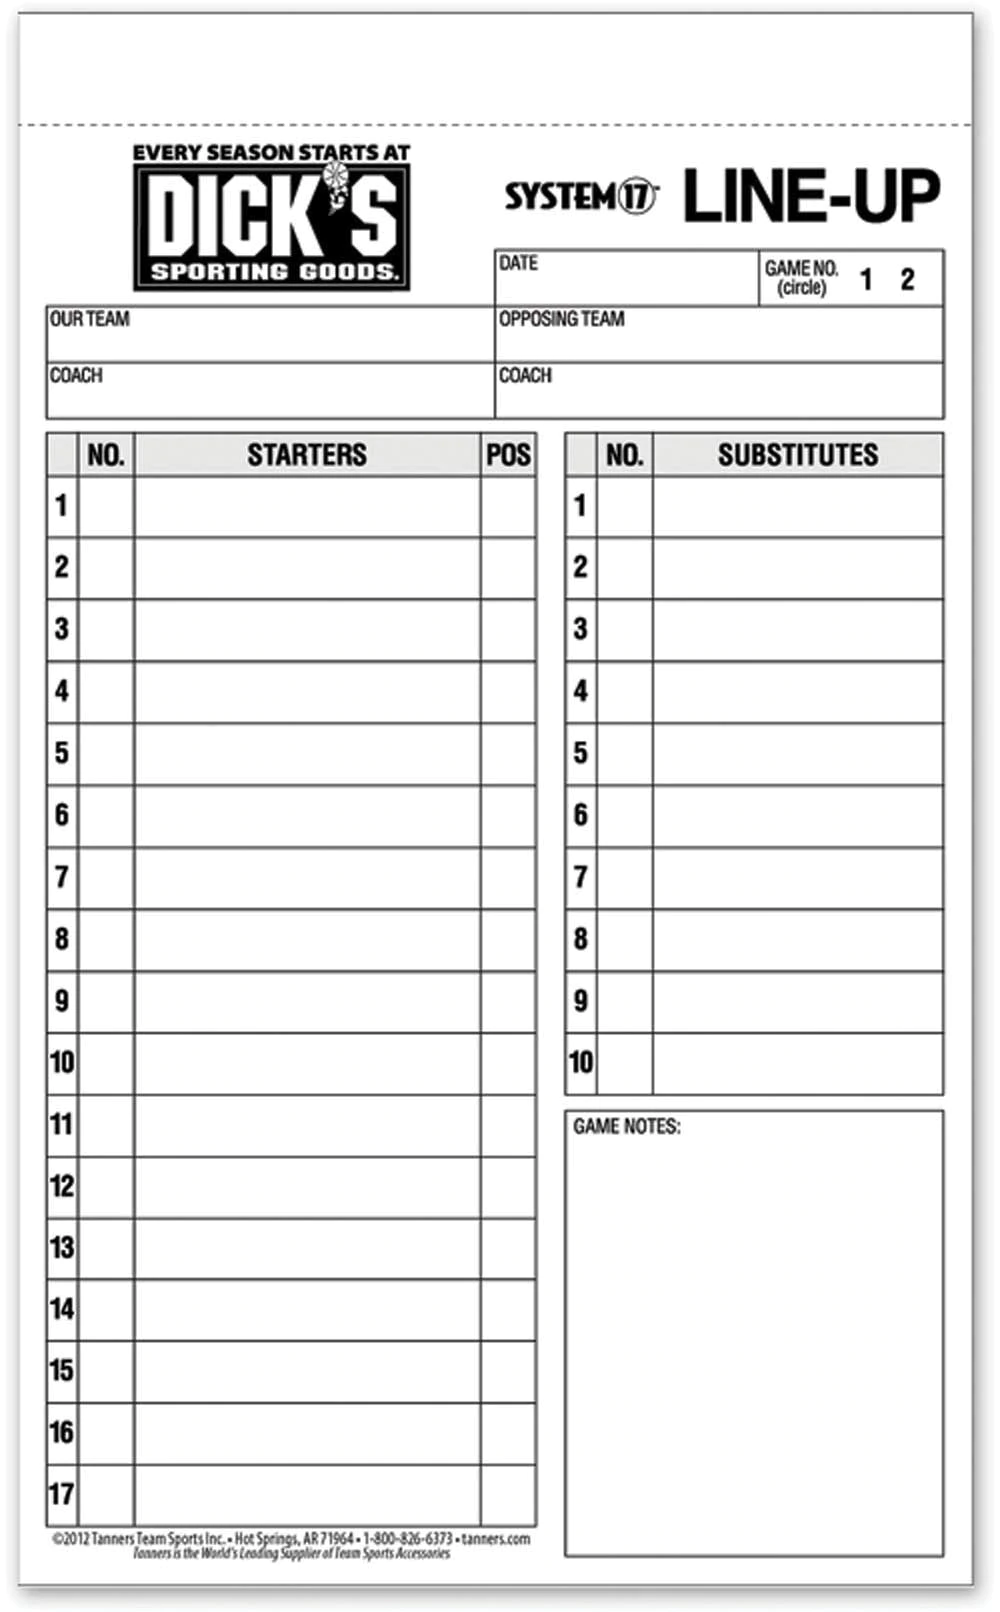 EVERY SEASON STARTS AT
DICK'S
SPORTING GOODS.
SYSTEM 17™ LINE-UP
DATE
GAME NO.
(circle)
1 2
OUR TEAM
OPPOSING TEAM
COACH
COACH
NO. STARTERS POS
1
2
3
4
5
6
7
8
9
10
11
12
13
14
15
16
17
©2012 Tanners Team Sports Inc. • Hot Springs, AR 71964 • 1-800-826-6373 • tanners.com
Tanners is the World's Leading Supplier of Team Sports Accessories
NO. SUBSTITUTES
1
2
3
4
5
6
7
8
9
10
GAME NOTES: